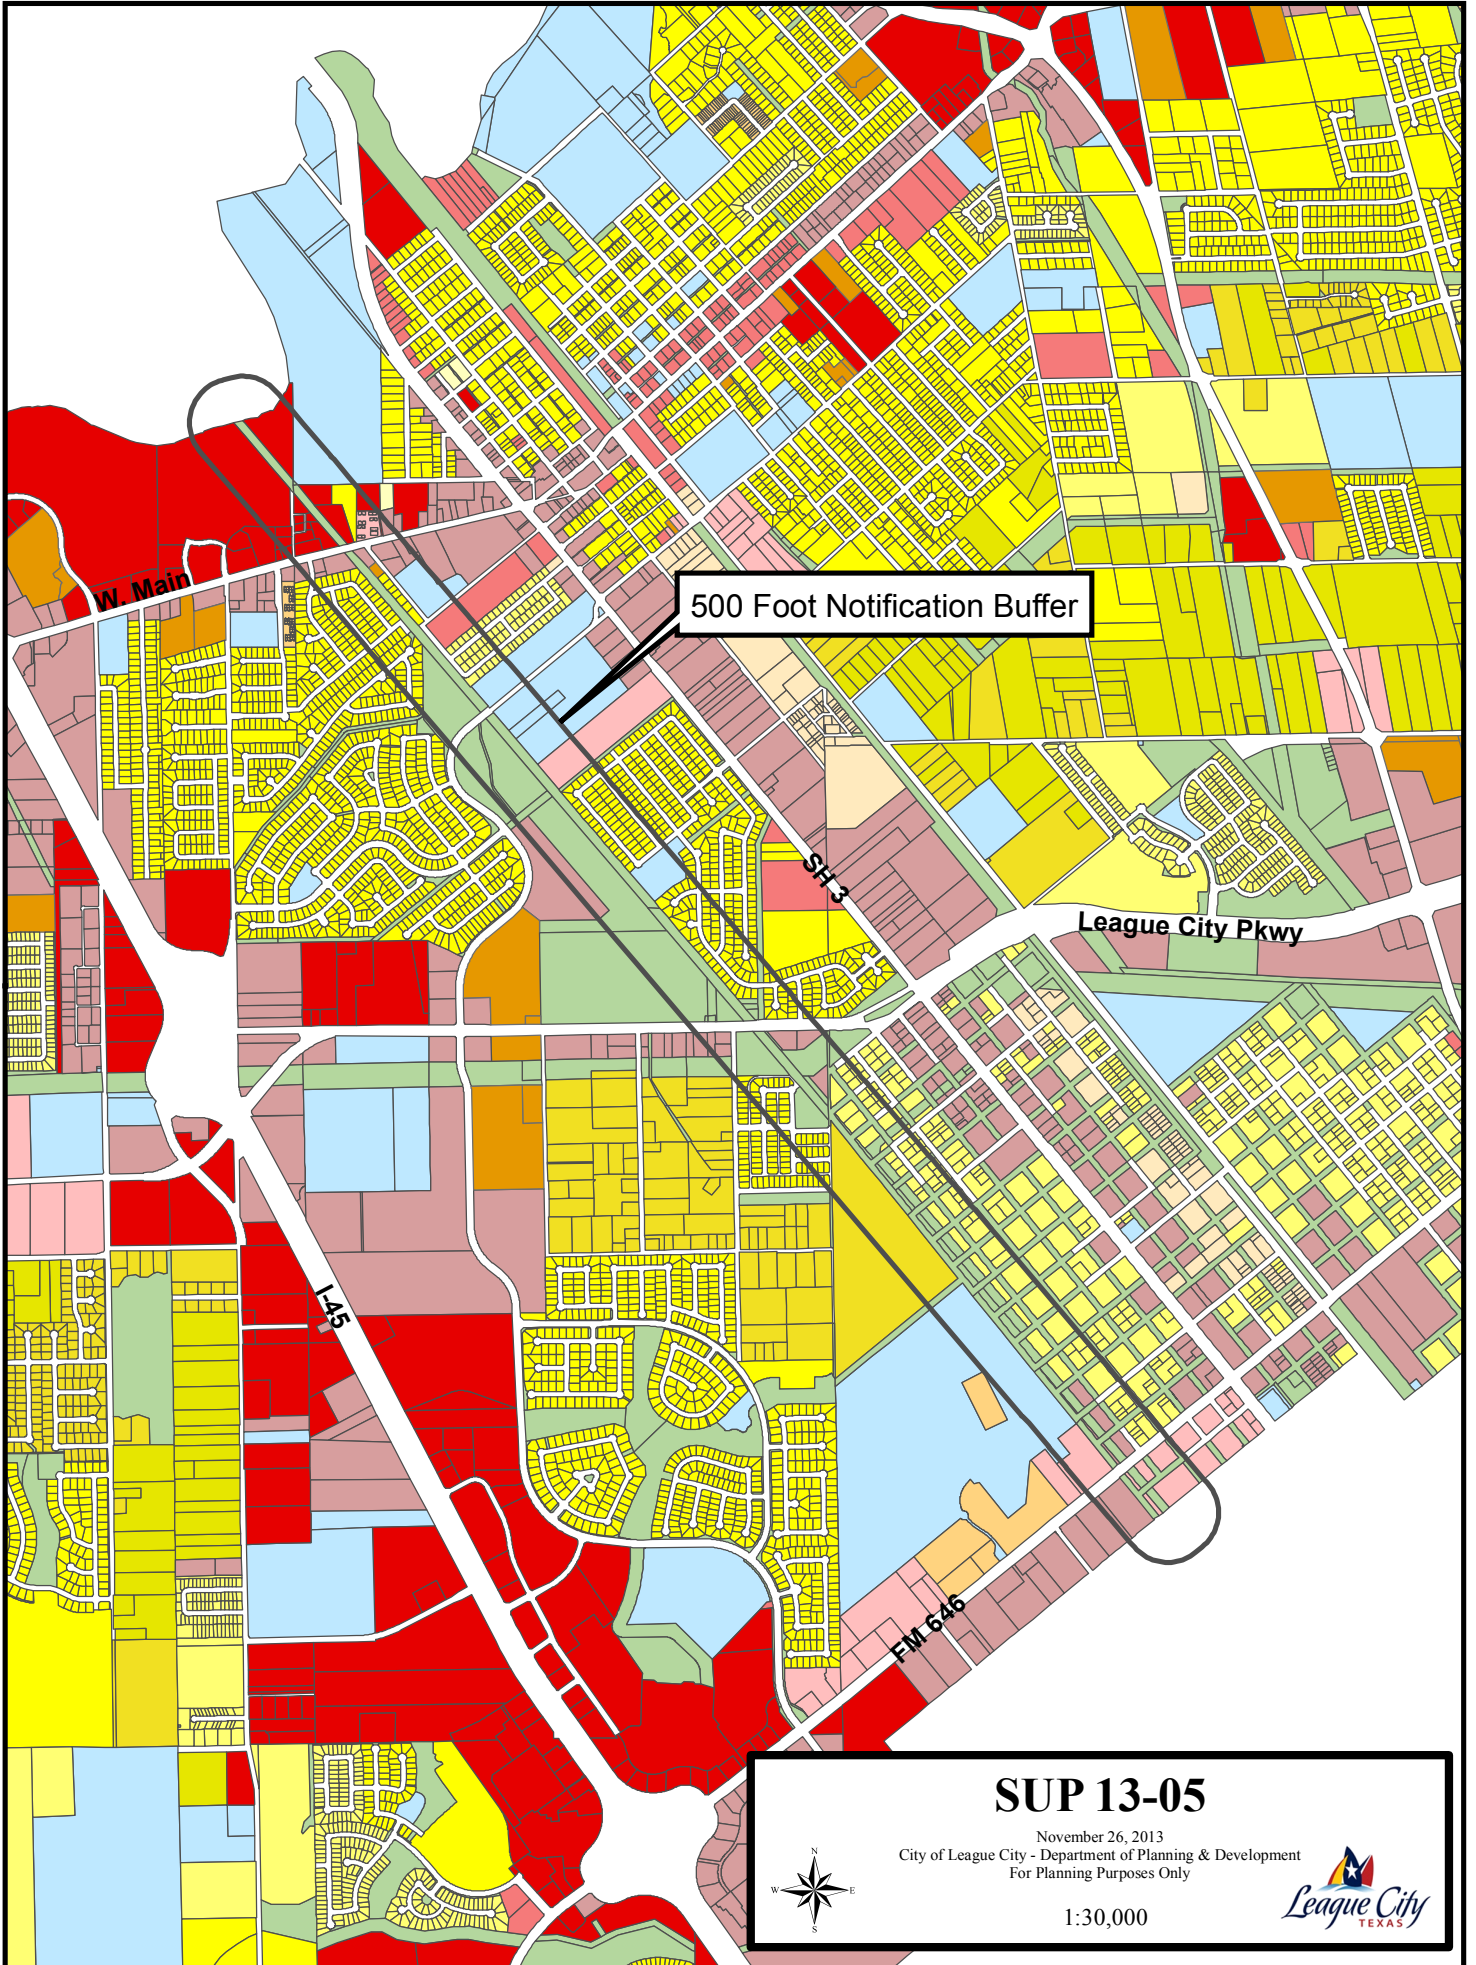 W. Main
500 Foot Notification Buffer
SH 3
League City Pkwy
I-45
FM 646
SUP 13-05
November 26, 2013
City of League City - Department of Planning & Development
For Planning Purposes Only
1:30,000
N
W
E
S
League City
TEXAS